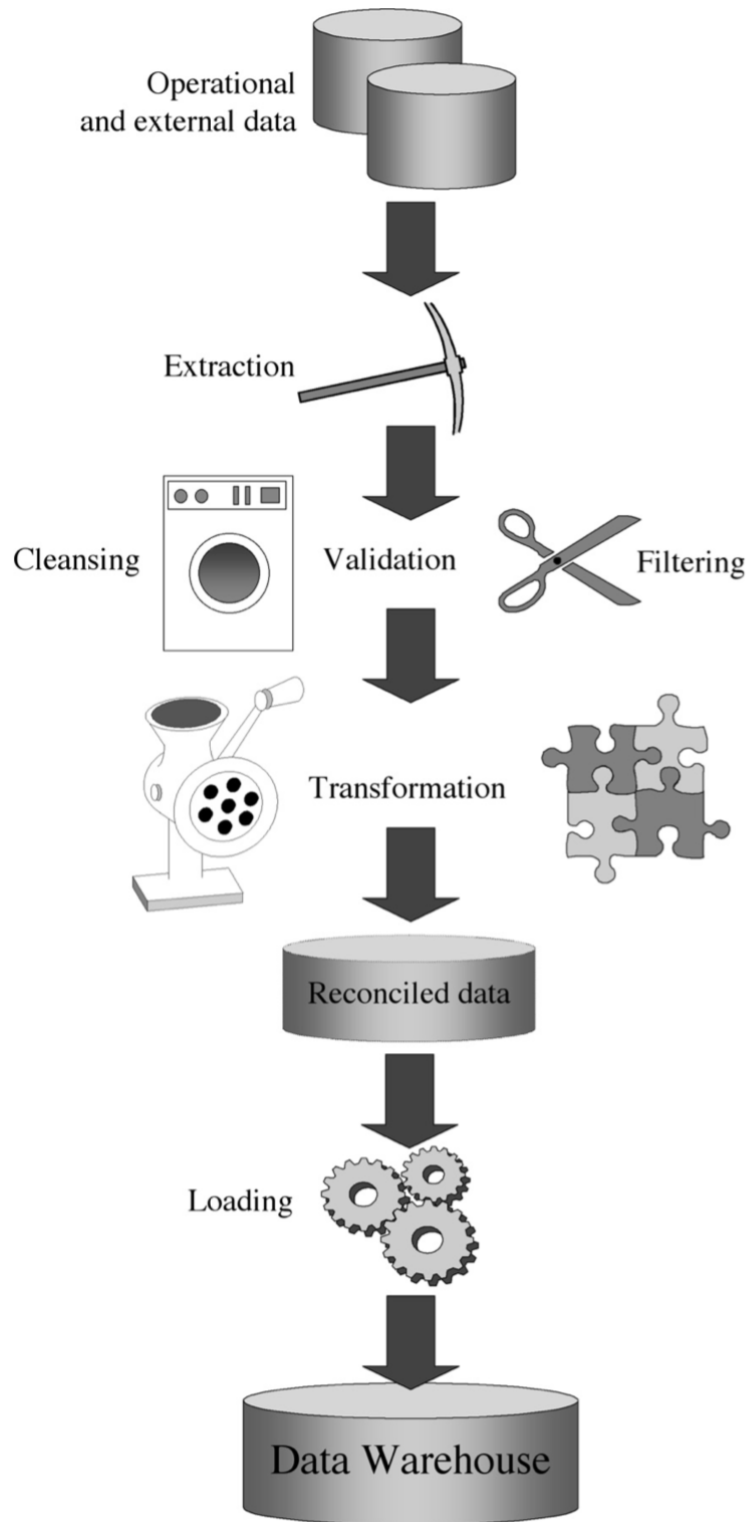 Operational
and external data
Extraction
Cleansing
Validation
Filtering
Transformation
Reconciled data
Loading
Data Warehouse